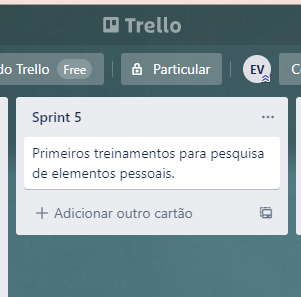 Trello
do Trello Free Particular EV
Sprint 5
Primeiros treinamentos para pesquisa
de elementos pessoais.
Adicionar outro cartão